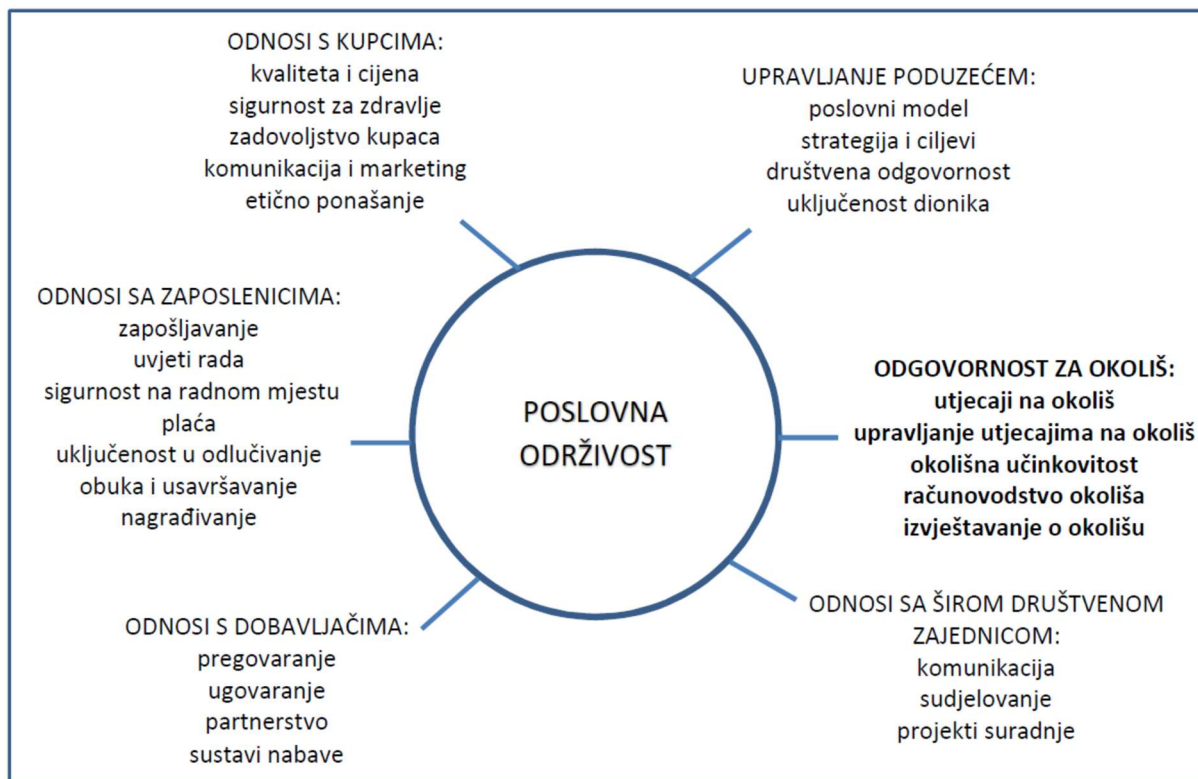 ODNOSI S KUPCIMA:
kvaliteta i cijena
sigurnost za zdravlje
zadovoljstvo kupaca
komunikacija i marketing
etično ponašanje
UPRAVLJANJE PODUZEĆEM:
poslovni model
strategija i ciljevi
društvena odgovornost
uključenost dionika
ODNOSI SA ZAPOSLENICIMA:
zapošljavanje
uvjeti rada
sigurnost na radnom mjestu
plaća
uključenost u odlučivanje
obuka i usavršavanje
nagrađivanje
POSLOVNA
ODRŽIVOST
ODGOVORNOST ZA OKOLIŠ:
utjecaji na okoliš
upravljanje utjecajima na okoliš
okolišna učinkovitost
računovodstvo okoliša
izvještavanje o okolišu
ODNOSI S DOBAVLJAČIMA:
pregovaranje
ugovaranje
partnerstvo
sustavi nabave
ODNOSI SA ŠIROM DRUŠTVENOM
ZAJEDNICOM:
komunikacija
sudjelovanje
projekti suradnje